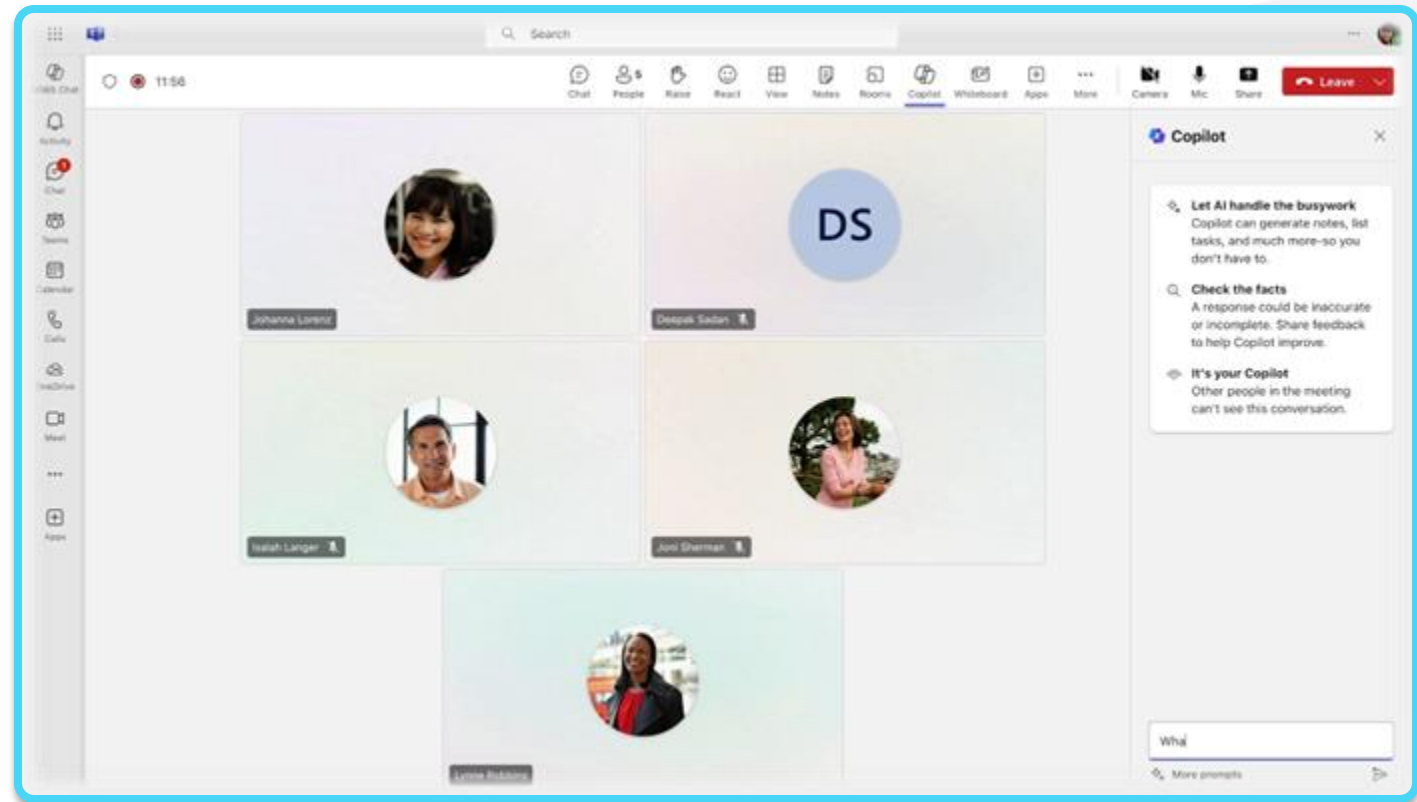 Search
11:56
5
Chat People Raise React View Notes Rooms Copilot Whiteboard Apps More Camera Mic Share Leave
Chat
Activity
1
Chat
Teams
Calendar
Calls
OneDrive
Meet
Apps
Johanna Lorenz
DS
Deepak Sadan
Isaiah Langer
Joni Sherman
Lynne Robbins
Copilot
Let AI handle the busywork
Copilot can generate notes, list
tasks, and much more-so you
don't have to.
Check the facts
A response could be inaccurate
or incomplete. Share feedback
to help Copilot improve.
It's your Copilot
Other people in the meeting
can't see this conversation.
Wha
More prompts